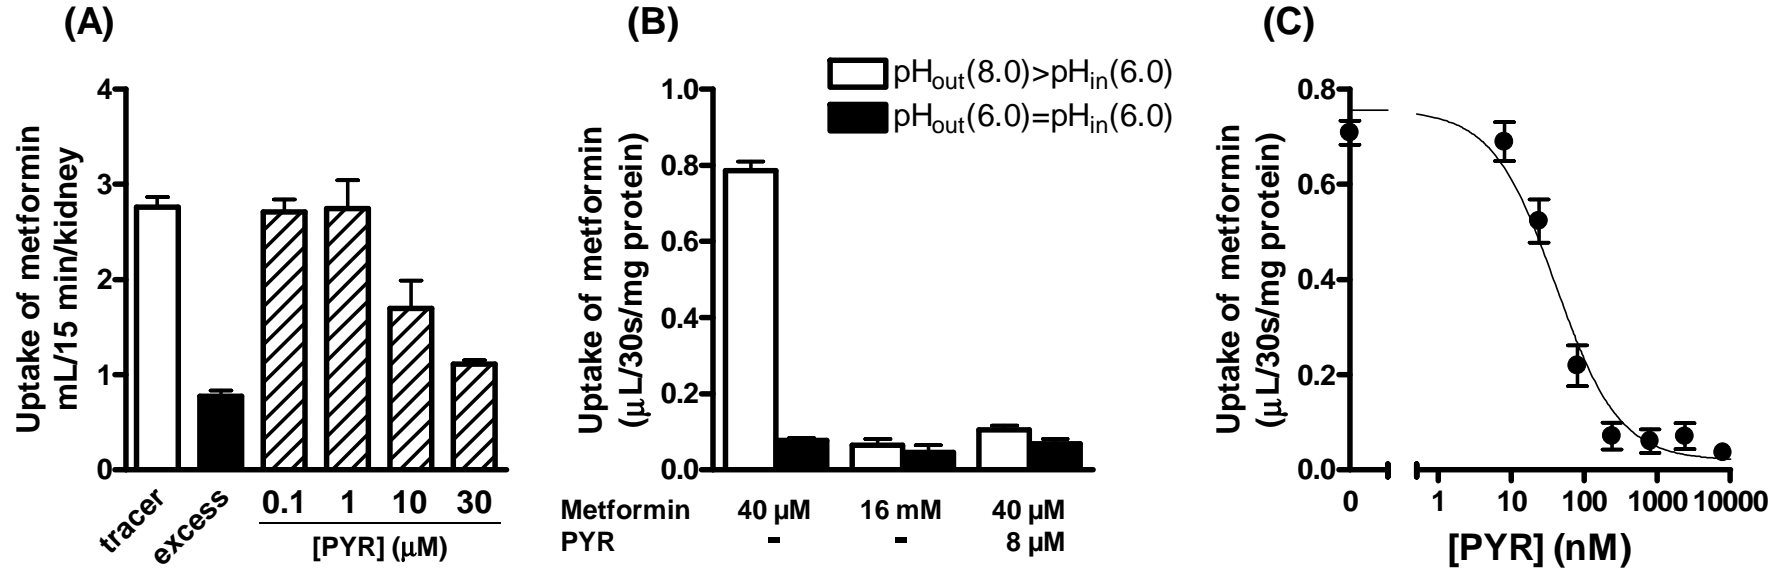 (A)
Uptake of metformin
mL/15 min/kidney
4
3
2
1
0
tracer
excess
0.1 1 10 30
[PYR] (μM)
(B)
pHout(8.0)>pHin(6.0)
pHout(6.0)=pHin(6.0)
Uptake of metformin
(μL/30s/mg protein)
1.0
0.8
0.6
0.4
0.2
0.0
Metformin 40 µM 16 mM 40 µM
PYR - - 8 µM
(C)
Uptake of metformin
(μL/30s/mg protein)
0.8
0.6
0.4
0.2
0.0
0 1 10 100 1000 10000
[PYR] (nM)